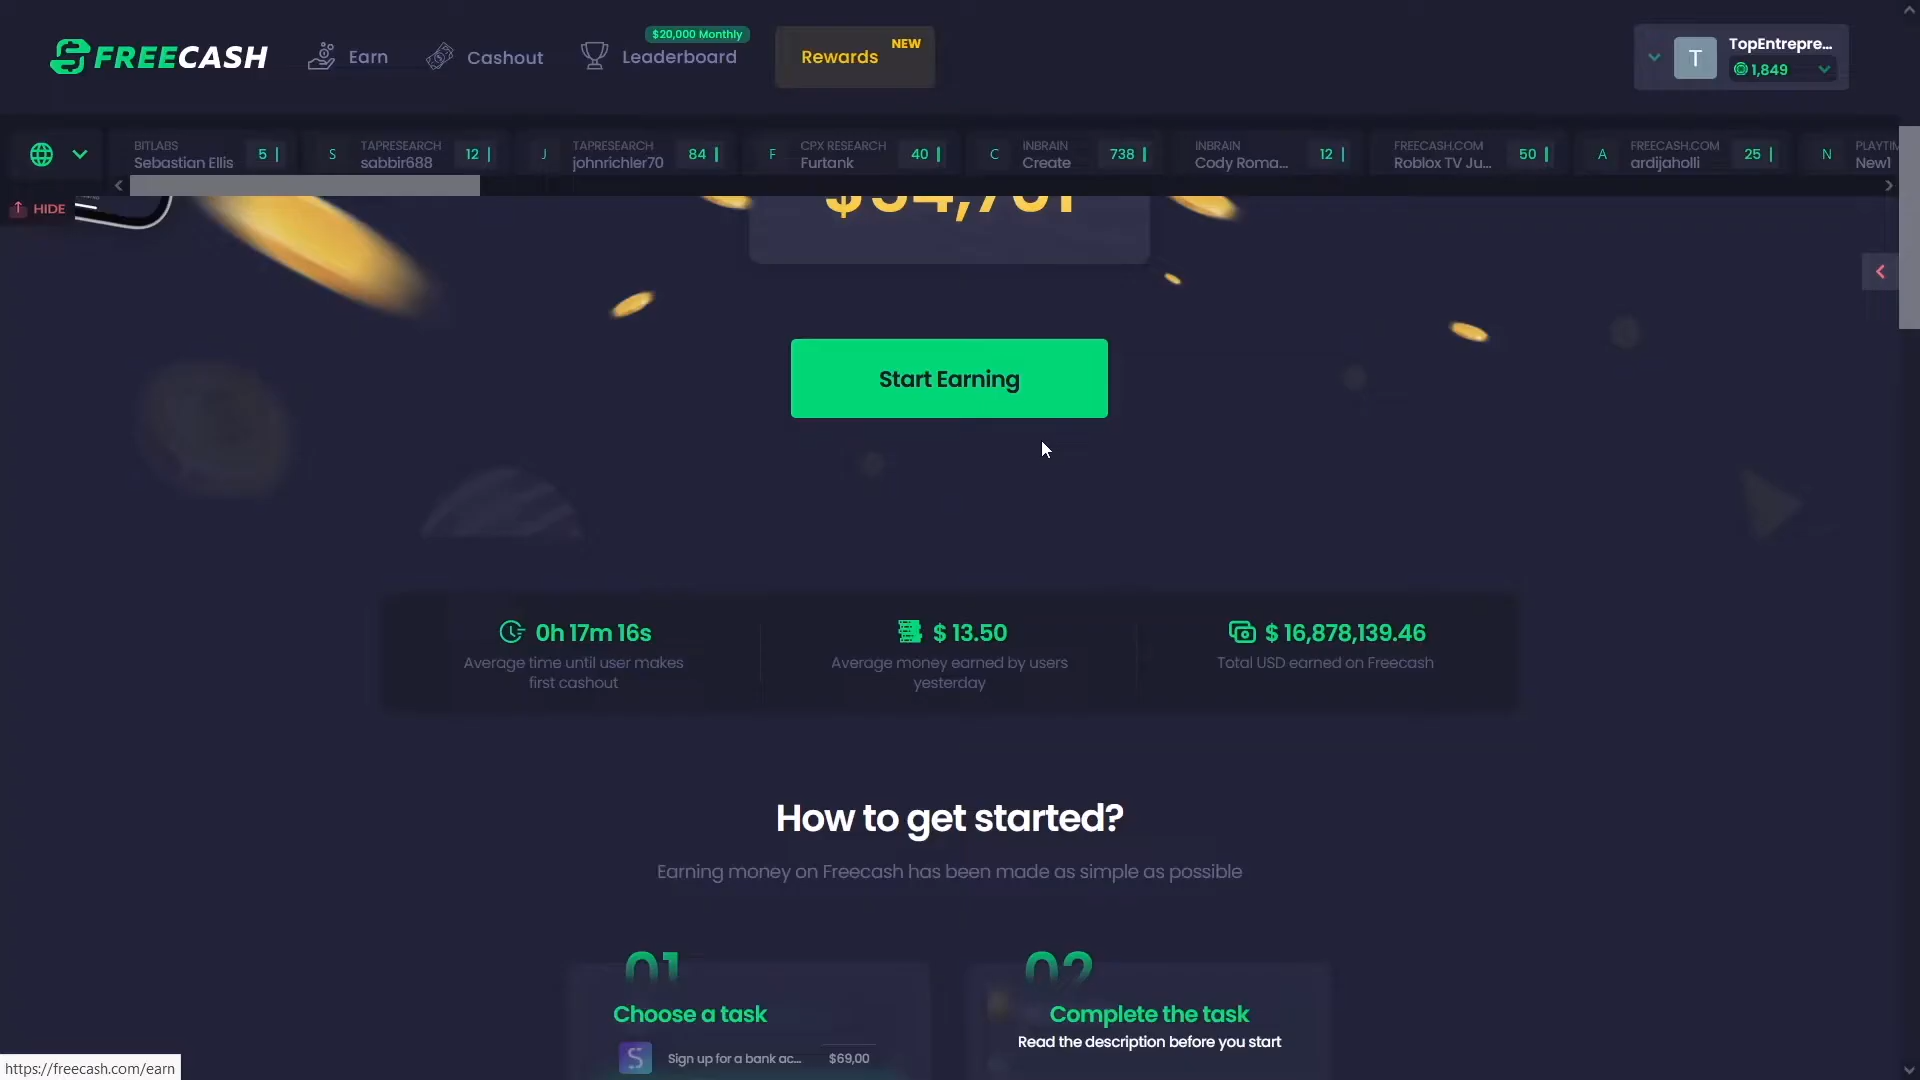 $20,000 Monthly
FREECASH
Earn
Cashout
Leaderboard
Rewards
NEW
T
TopEntrepre...
1,849
BITLABS
Sebastian Ellis
5
S
TAPRESEARCH
sabbir688
12
J
TAPRESEARCH
johnrichler70
84
F
CPX RESEARCH
Furtank
40
C
INBRAIN
Create
738
INBRAIN
Cody Roma...
12
FREECASH.COM
Roblox TV Ju...
50
A
FREECASH.COM
ardijaholli
25
N
New1
HIDE
Start Earning
0h 17m 16s
Average time until user makes
first cashout
$ 13.50
Average money earned by users
yesterday
$ 16,878,139.46
Total USD earned on Freecash
How to get started?
Earning money on Freecash has been made as simple as possible
01
Choose a task
Sign up for a bank ac...
$69,00
02
Complete the task
Read the description before you start
https://freecash.com/earn